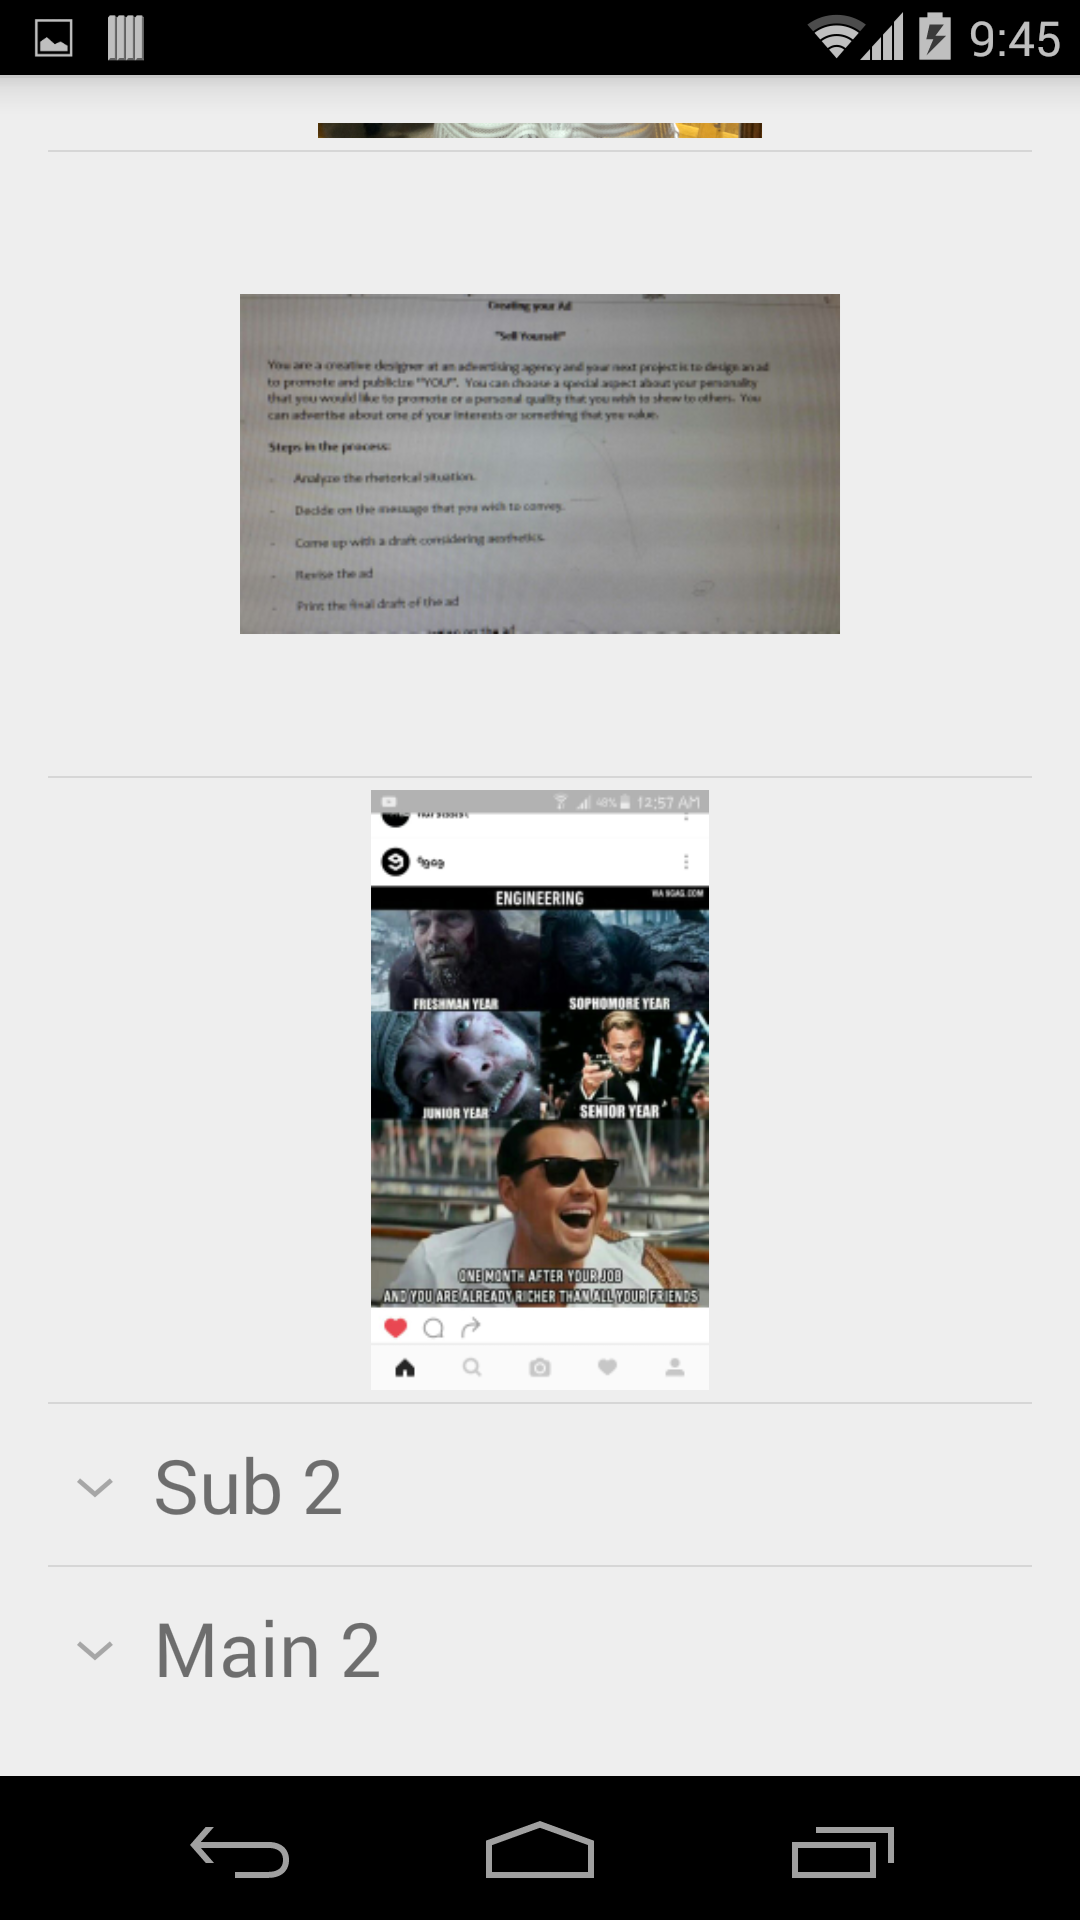 9:45
Creating your Ad
"Sell Yourself"
You are a creative designer at an advertising agency and your next project is to design an ad
to promote and publicize "YOU". You can choose a special aspect about your personality
that you would like to promote or a personal quality that you wish to show to others. You
can advertise about one of your interests or something that you value.
Steps in the process:
- Analyze the rhetorical situation.
- Decide on the message that you wish to convey.
- Come up with a draft considering aesthetics.
- Revise the ad
- Print the final draft of the ad
on the ad
48% 12:57 AM
9gag
ENGINEERING
VIA 9GAG.COM
FRESHMAN YEAR
SOPHOMORE YEAR
JUNIOR YEAR
SENIOR YEAR
ONE MONTH AFTER YOUR JOB
AND YOU ARE ALREADY RICHER THAN ALL YOUR FRIENDS
Sub 2
Main 2